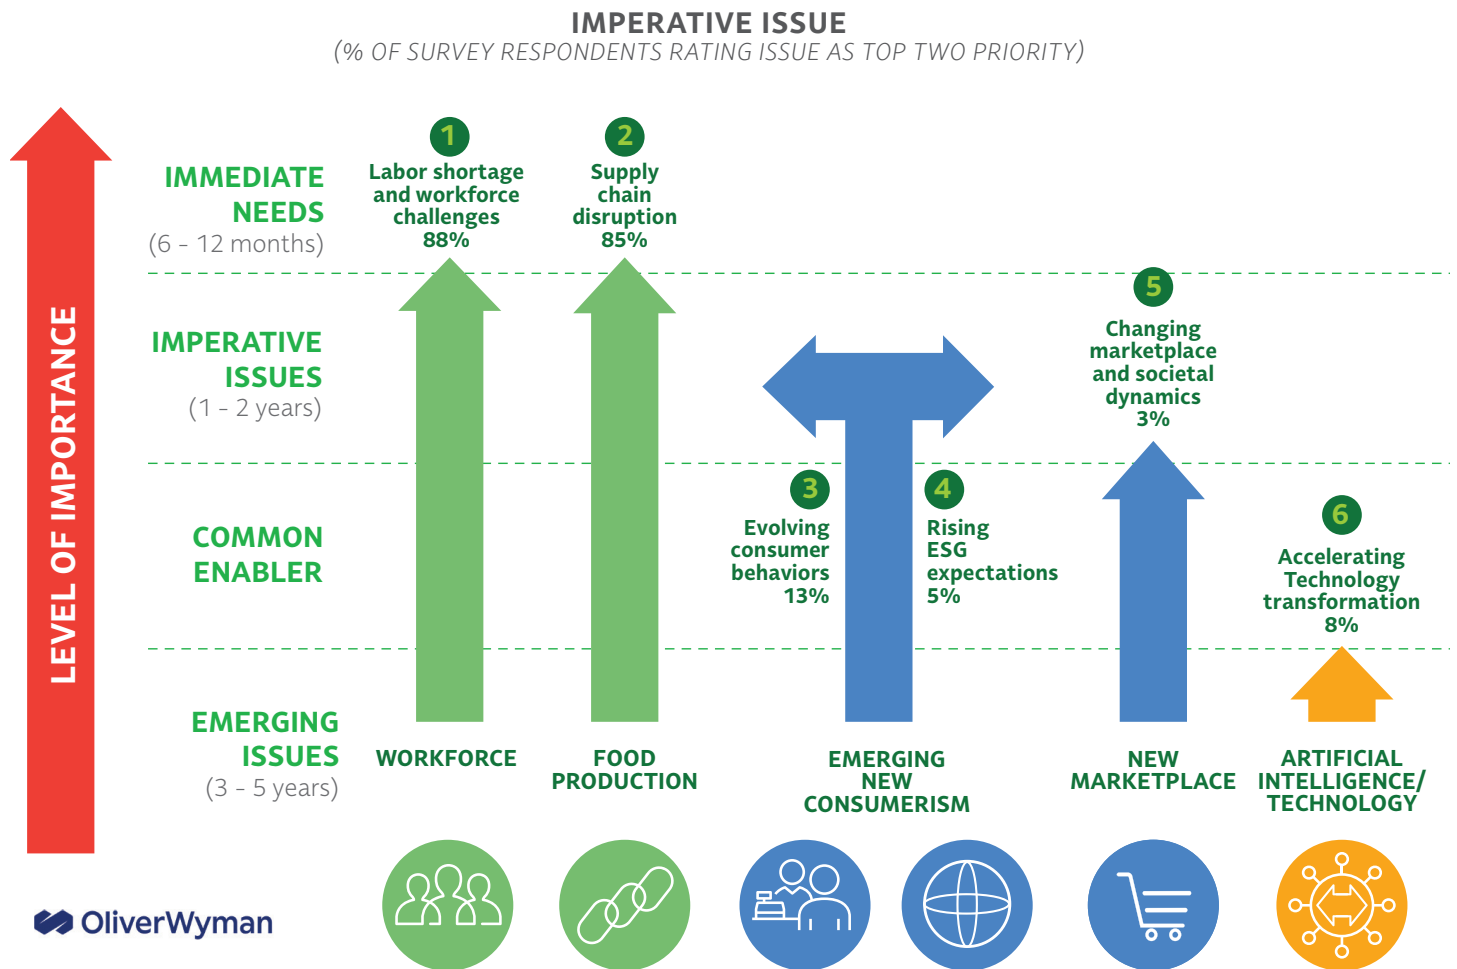 IMPERATIVE ISSUE
(% OF SURVEY RESPONDENTS RATING ISSUE AS TOP TWO PRIORITY)
LEVEL OF IMPORTANCE
IMMEDIATE
NEEDS
(6 - 12 months)
1
Labor shortage
and workforce
challenges
88%
2
Supply
chain
disruption
85%
IMPERATIVE
ISSUES
(1 - 2 years)
5
Changing
marketplace
and societal
dynamics
3%
COMMON
ENABLER
3
Evolving
consumer
behaviors
13%
4
Rising
ESG
expectations
5%
6
Accelerating
Technology
transformation
8%
EMERGING
ISSUES
(3 - 5 years)
WORKFORCE
FOOD
PRODUCTION
EMERGING
NEW
CONSUMERISM
NEW
MARKETPLACE
ARTIFICIAL
INTELLIGENCE/
TECHNOLOGY
OliverWyman